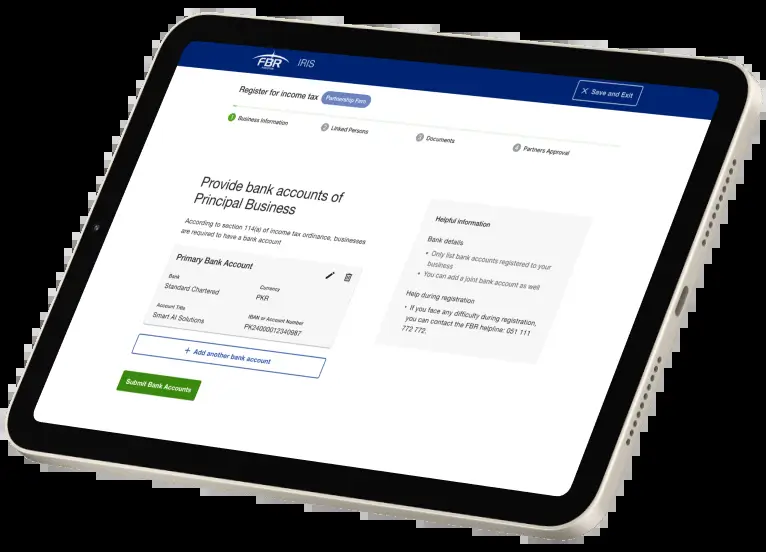 FBR IRIS
Save and Exit
Register for income tax Partnership Firm
1 Business Information
2 Linked Persons
3 Documents
4 Partners Approval
Provide bank accounts of
Principal Business
According to section 114(a) of income tax ordinance, businesses
are required to have a bank account
Primary Bank Account
Bank
Standard Chartered
Currency
PKR
Account Title
Smart AI Solutions
IBAN or Account Number
PK24000012340987
+ Add another bank account
Submit Bank Accounts
Helpful information
Bank details
• Only list bank accounts registered to your
business
• You can add a joint bank account as well
Help during registration
• If you face any difficulty during registration,
you can contact the FBR helpline: 051 111
772 772.